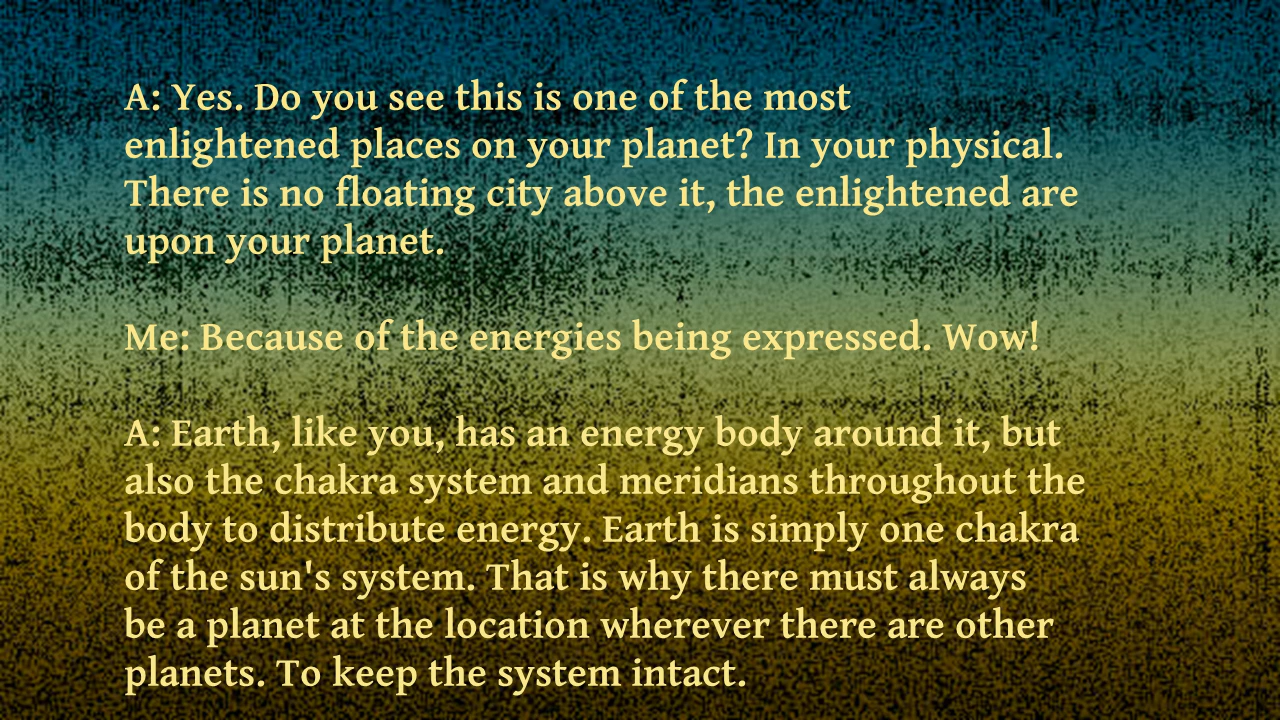 A: Yes. Do you see this is one of the most
enlightened places on your planet? In your physical.
There is no floating city above it, the enlightened are
upon your planet.
Me: Because of the energies being expressed. Wow!
A: Earth, like you, has an energy body around it, but
also the chakra system and meridians throughout the
body to distribute energy. Earth is simply one chakra
of the sun's system. That is why there must always
be a planet at the location wherever there are other
planets. To keep the system intact.